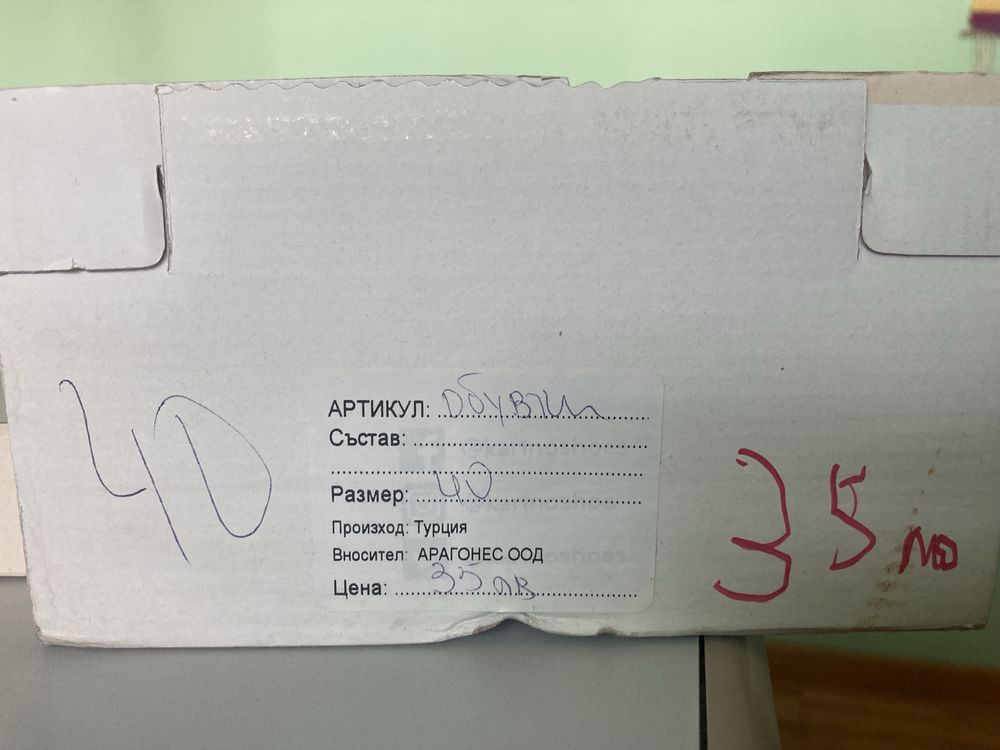 40
АРТИКУЛ: обувки
Състав:
Размер: 40
Произход: Турция
Вносител: АРАГОНЕС ООД
Цена: 35 лв
35 лв